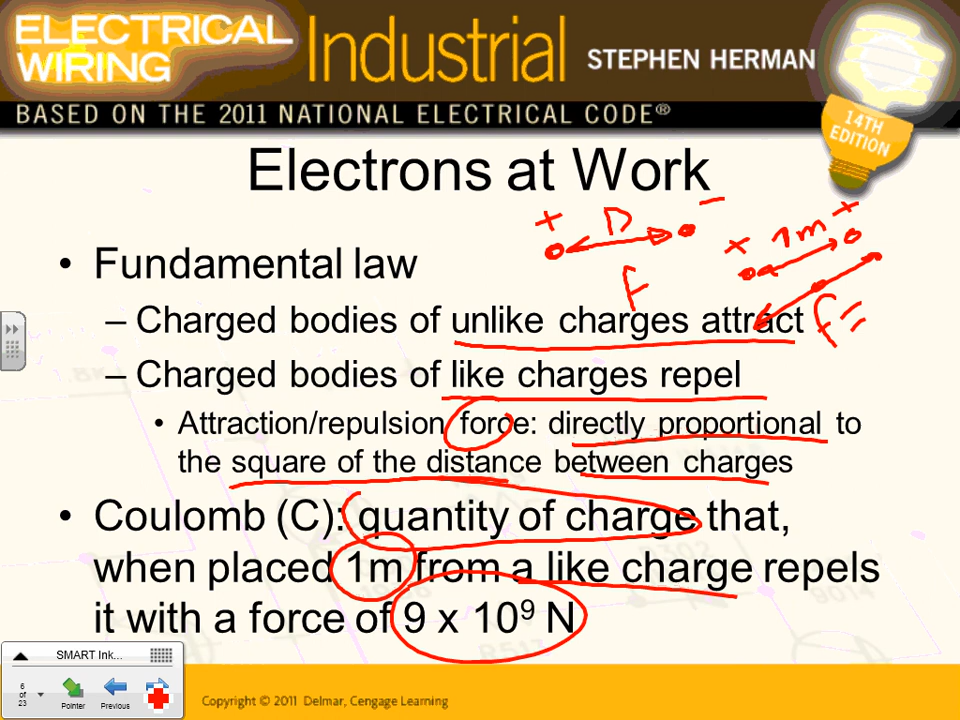 ELECTRICAL
WIRING
Industrial
STEPHEN HERMAN
BASED ON THE 2011 NATIONAL ELECTRICAL CODE®
14TH
EDITION
Electrons at Work
+ D −
+ 1m +
F
F=
• Fundamental law
– Charged bodies of unlike charges attract
– Charged bodies of like charges repel
• Attraction/repulsion force: directly proportional to
the square of the distance between charges
• Coulomb (C): quantity of charge that,
when placed 1m from a like charge repels
it with a force of 9 x 10⁹ N
SMART Ink...
6
of
23
Pointer
Previous
Copyright © 2011 Delmar, Cengage Learning